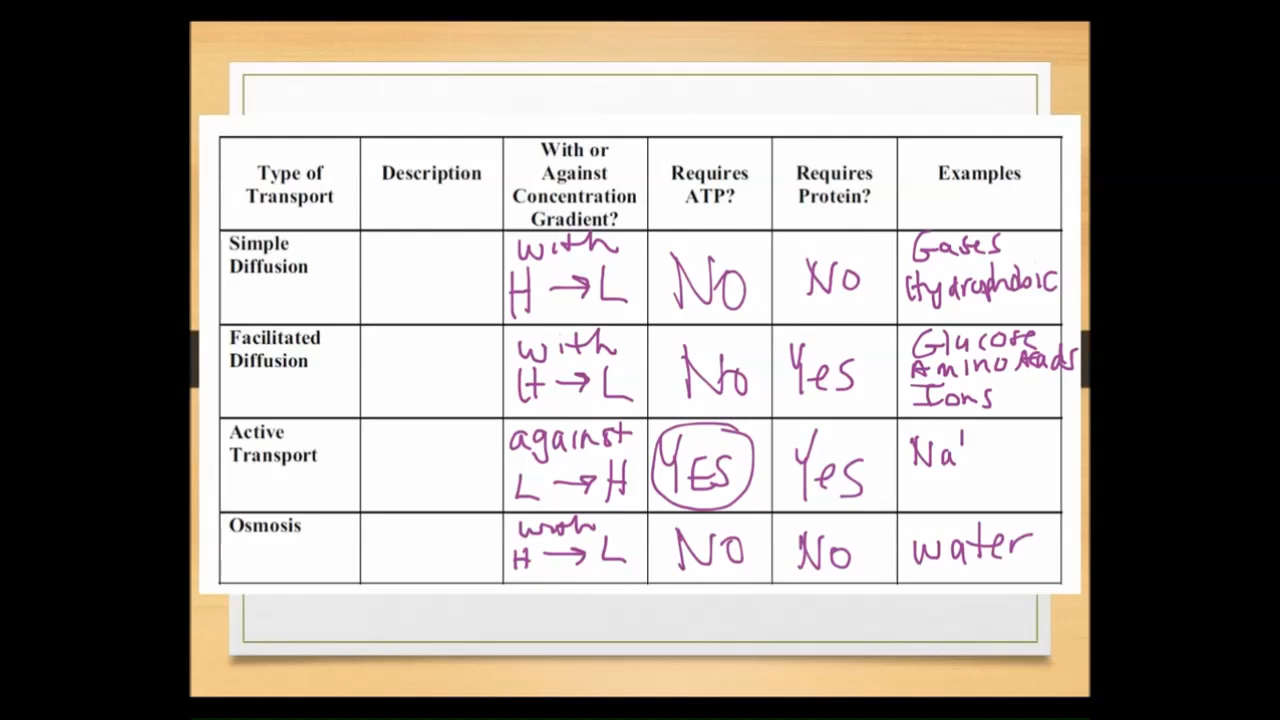 Type of
Transport
Description
With or
Against
Concentration
Gradient?
Requires
ATP?
Requires
Protein?
Examples
Simple
Diffusion
with
H → L
No
No
Gases
Hydrophobic
Facilitated
Diffusion
with
H → L
No
Yes
Glucose
Amino Acids
Ions
Active
Transport
against
L → H
YES
Yes
Na'
Osmosis
with
H → L
No
No
water